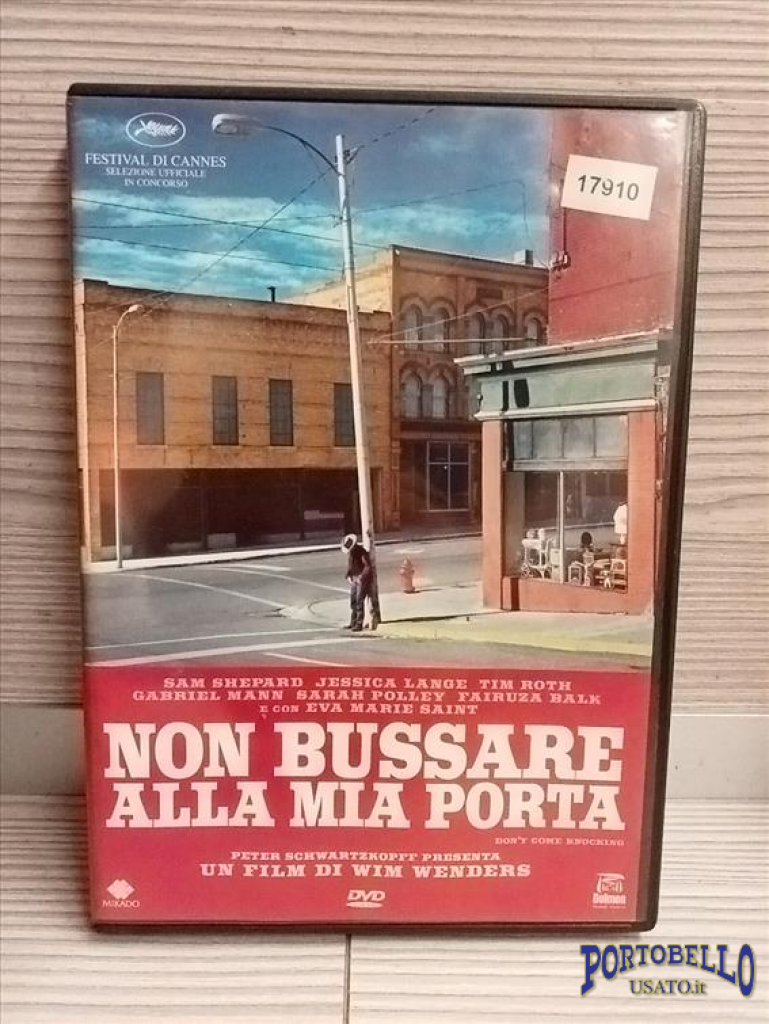 FESTIVAL DI CANNES
SELEZIONE UFFICIALE
IN CONCORSO
17910
SAM SHEPARD JESSICA LANGE TIM ROTH
GABRIEL MANN SARAH POLLEY FAIRUZA BALK
E CON EVA MARIE SAINT
NON BUSSARE
ALLA MIA PORTA
DON'T COME KNOCKING
PETER SCHWARTZKOPFF PRESENTA
UN FILM DI WIM WENDERS
MIKADO
DVD
Dolmen
PORTOBELLO
USATO.it